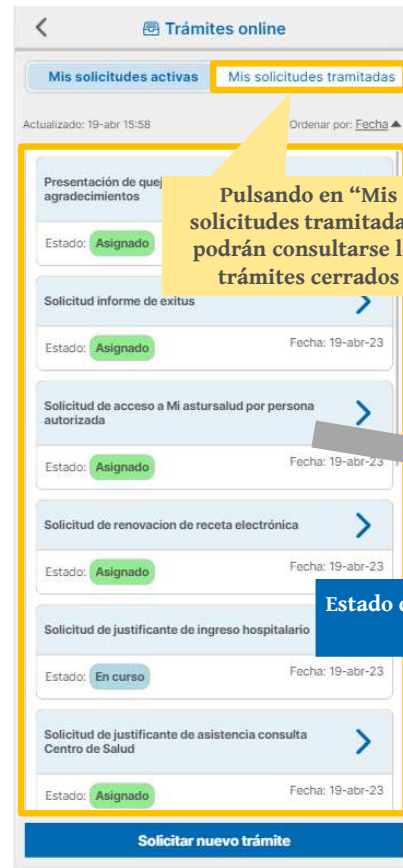 Trámites online
Mis solicitudes activas Mis solicitudes tramitadas
Actualizado: 19-abr 15:58 Ordenar por: Fecha
Presentación de
agradecimientos
Pulsando en “Mis
solicitudes
podrán consultarse
trámites cerrados
Estado: Asignado
Solicitud informe de exitus
Estado: Asignado Fecha: 19-abr-23
Solicitud de acceso a Mi astursalud por persona
autorizada
Estado: Asignado Fecha: 19-abr-23
Solicitud de renovacion de receta electrónica
Estado: Asignado Fecha: 19-abr-23
Estado
Solicitud de justificante de ingreso hospitalario
Estado: En curso Fecha: 19-abr-23
Solicitud de justificante de asistencia consulta
Centro de Salud
Estado: Asignado Fecha: 19-abr-23
Solicitar nuevo trámite